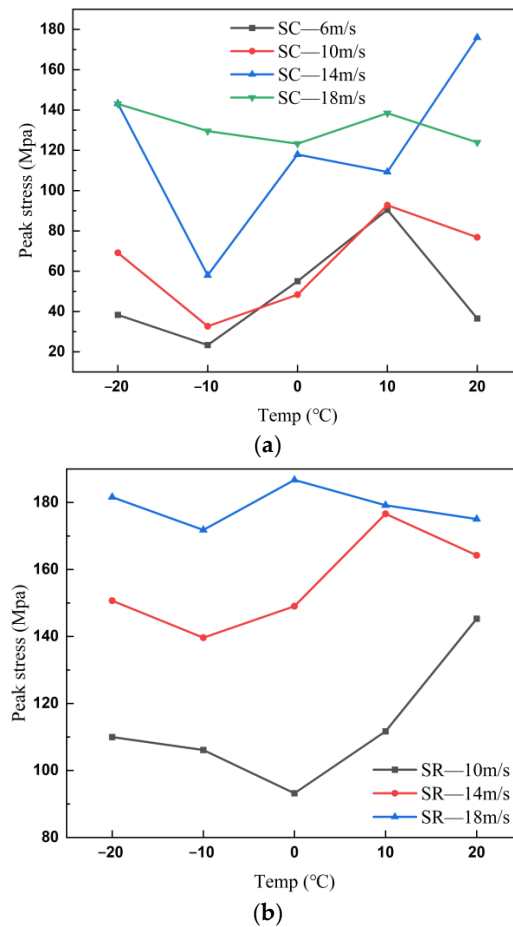 180
160
140
120
100
80
60
40
20
Peak stress (Mpa)
SC—6m/s
SC—10m/s
SC—14m/s
SC—18m/s
−20 −10 0 10 20
Temp (℃)
(a)
180
160
140
120
100
80
Peak stress (Mpa)
SR—10m/s
SR—14m/s
SR—18m/s
−20 −10 0 10 20
Temp (℃)
(b)